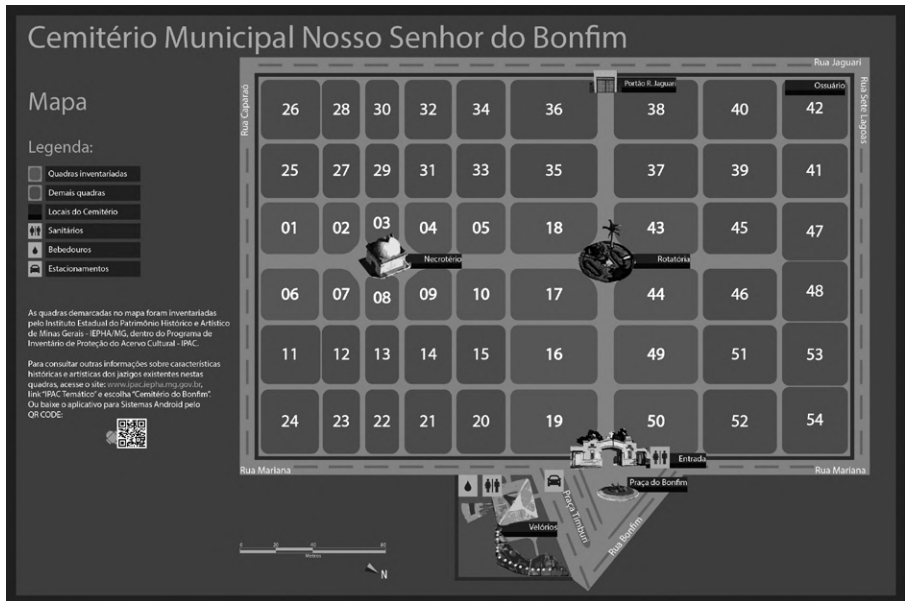 Cemitério Municipal Nosso Senhor do Bonfim
Mapa
Legenda:
Quadras inventariadas
Demais quadras
Locais do Cemitério
Sanitários
Bebedouros
Estacionamentos
As quadras demarcadas no mapa foram inventariadas
pelo Instituto Estadual do Patrimônio Histórico e Artístico
de Minas Gerais - IEPHA/MG, dentro do Programa de
Inventário de Proteção do Acervo Cultural - IPAC.
Para consultar outras informações sobre características
históricas e artísticas dos jazigos existentes nestas
quadras, acesse o site: www.ipac.iepha.mg.gov.br,
link "IPAC Temático" e escolha "Cemitério do Bonfim".
Ou baixe o aplicativo para Sistemas Android pelo
QR CODE:
Rua Jaguari
Rua Caparaó
Portão R. Jaguari
Ossuário
Rua Sete Lagoas
26 28 30 32 34 36 38 40 42
25 27 29 31 33 35 37 39 41
01 02 03 04 05 18 43 45 47
Necrotério
Rotatória
06 07 08 09 10 17 44 46 48
11 12 13 14 15 16 49 51 53
24 23 22 21 20 19 50 52 54
Entrada
Rua Mariana
Rua Mariana
Praça do Bonfim
Praça Timburi
Velórios
Rua Bonfim
0 20 40 80
Metros
N